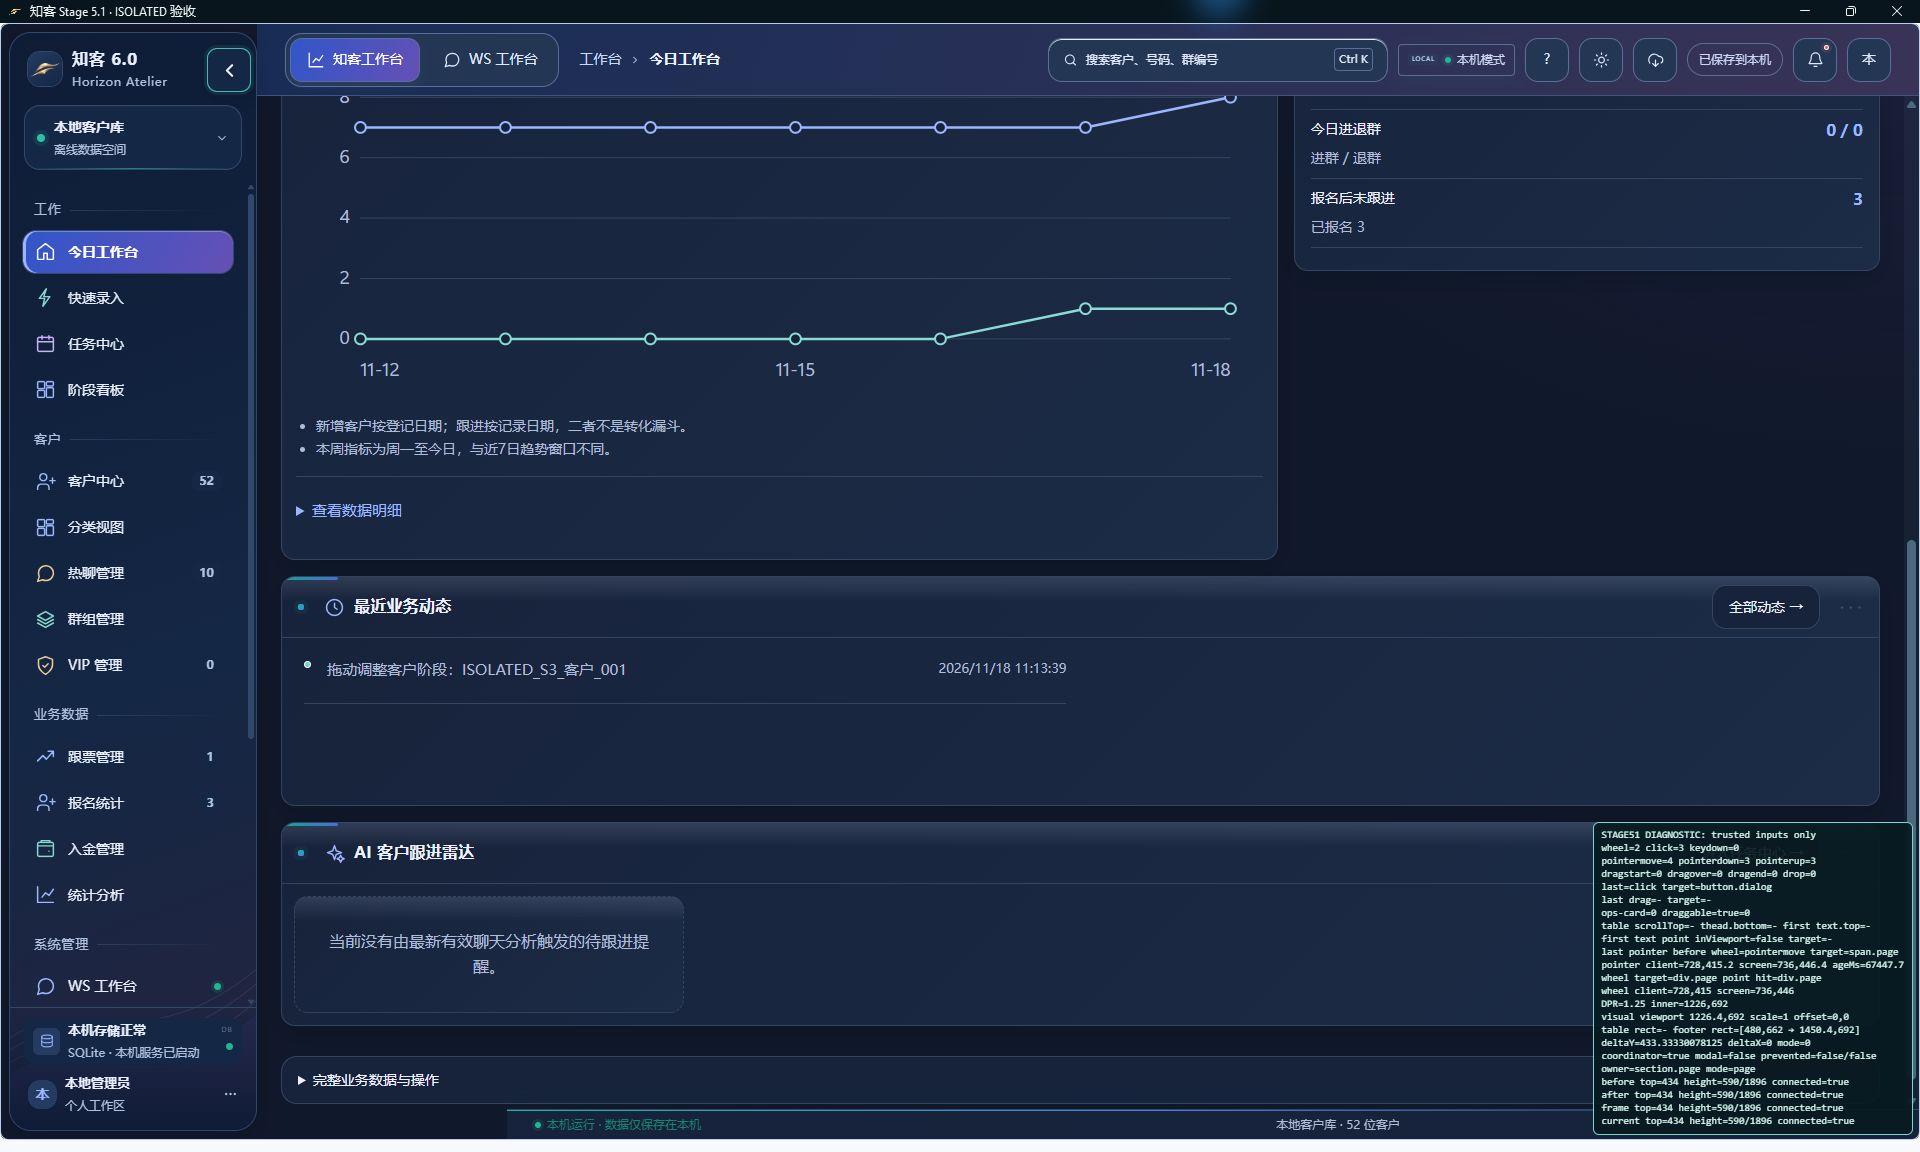 知客 Stage 5.1 · ISOLATED 验收
知客 6.0
Horizon Atelier
本地客户库
离线数据空间
工作
今日工作台
快速录入
任务中心
阶段看板
客户
客户中心 52
分类视图
热聊管理 10
群组管理
VIP 管理 0
业务数据
跟票管理 1
报名统计 3
入金管理
统计分析
系统管理
WS 工作台
本机存储正常 DB
SQLite · 本机服务已启动
本 本地管理员
个人工作区
知客工作台 WS 工作台 工作台 › 今日工作台
搜索客户、号码、群编号 Ctrl K
LOCAL 本机模式
?
已保存到本机
本
8
6
4
2
0
11-12 11-15 11-18
新增客户按登记日期；跟进按记录日期，二者不是转化漏斗。
本周指标为周一至今日，与近7日趋势窗口不同。
查看数据明细
今日进退群 0 / 0
进群 / 退群
报名后未跟进 3
已报名 3
最近业务动态 全部动态 →
拖动调整客户阶段：ISOLATED_S3_客户_001 2026/11/18 11:13:39
AI 客户跟进雷达
当前没有由最新有效聊天分析触发的待跟进提
醒。
完整业务数据与操作
本机运行 · 数据仅保存在本机 本地客户库 · 52 位客户
STAGE51 DIAGNOSTIC: trusted inputs only
wheel=2 click=3 keydown=0
pointermove=4 pointerdown=3 pointerup=3
dragstart=0 dragover=0 dragend=0 drop=0
last=click target=button.dialog
last drag=- target=-
ops-card=0 draggable=true=0
table scrollTop=- thead.bottom=- first text.top=-
first text point inViewport=false target=-
last pointer before wheel=pointermove target=span.page
pointer client=728,415.2 screen=736,446.4 ageMs=67447.7
wheel target=div.page point hit=div.page
wheel client=728,415 screen=736,446
DPR=1.25 inner=1226,692
visual viewport 1226.4,692 scale=1 offset=0,0
table rect=- footer rect=[480,662 → 1450.4,692]
deltaY=433.33330078125 deltaX=0 mode=0
coordinator=true modal=false prevented=false/false
owner=section.page mode=page
before top=434 height=590/1896 connected=true
after top=434 height=590/1896 connected=true
frame top=434 height=590/1896 connected=true
current top=434 height=590/1896 connected=true